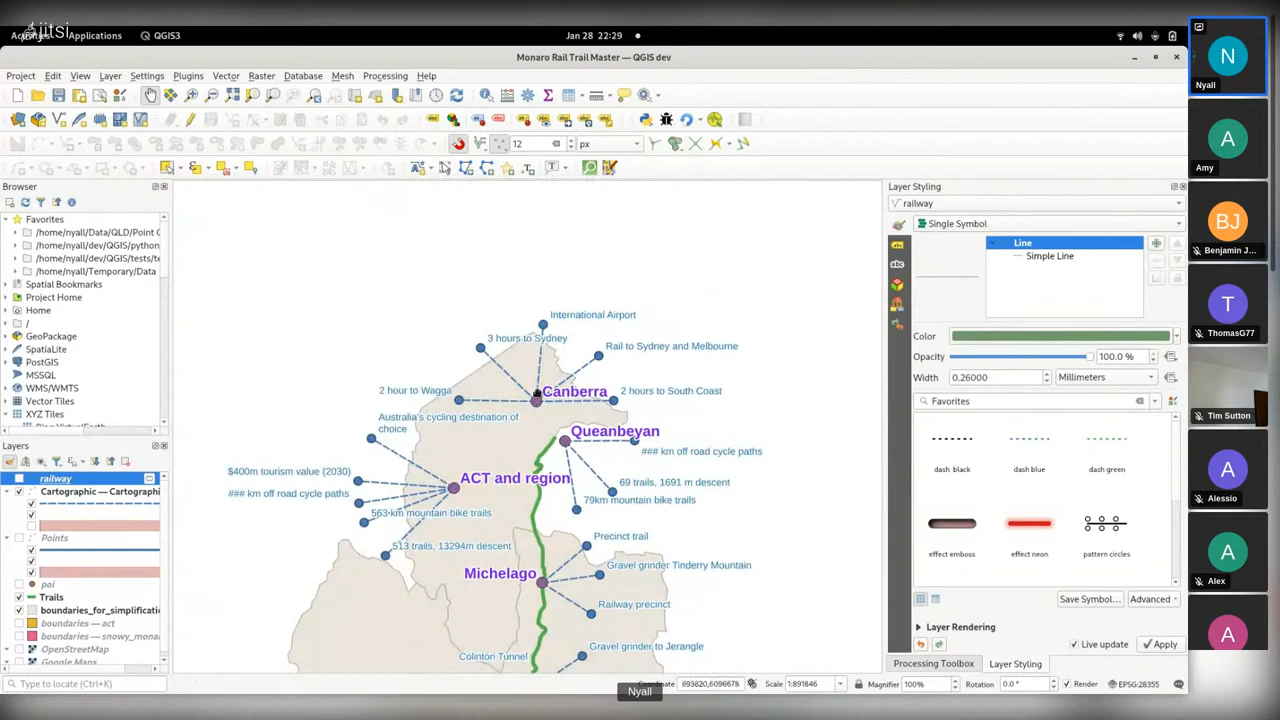 jitsi
Activities Applications QGIS3 Jan 28 22:29
Monaro Rail Trail Master — QGIS dev
Project Edit View Layer Settings Plugins Vector Raster Database Mesh Processing Help
12 px
Browser
Favorites
/home/nyall/Data/QLD/Point C
/home/nyall/dev/QGIS/python
/home/nyall/dev/QGIS/tests/te
/home/nyall/Temporary/Data
Spatial Bookmarks
Project Home
Home
/
GeoPackage
SpatiaLite
PostGIS
MSSQL
WMS/WMTS
Vector Tiles
XYZ Tiles
Layers
railway
Cartographic — Cartographi
Points
poi
Trails
boundaries_for_simplificatio
boundaries — act
boundaries — snowy_mona
OpenStreetMap
Google Maps
Type to locate (Ctrl+K)
International Airport
3 hours to Sydney
Rail to Sydney and Melbourne
2 hour to Wagga
Canberra
2 hours to South Coast
Australia's cycling destination of
choice
Queanbeyan
### km off road cycle paths
$400m tourism value (2030)
ACT and region
69 trails, 1691 m descent
### km off road cycle paths
79km mountain bike trails
563 km mountain bike trails
Precinct trail
513 trails, 13294m descent
Gravel grinder Tinderry Mountain
Michelago
Railway precinct
Gravel grinder to Jerangle
Colinton Tunnel
Layer Styling
railway
Single Symbol
Line
Simple Line
Color
Opacity 100.0 %
Width 0.26000 Millimeters
Favorites
dash black dash blue dash green
effect emboss effect neon pattern circles
Save Symbol... Advanced
Layer Rendering
Live update Apply
Processing Toolbox Layer Styling
Coordinate 693820,6096678 Scale 1:891846 Magnifier 100% Rotation 0.0 ° Render EPSG:28355
Nyall
N
Nyall
A
Amy
BJ
Benjamin J...
T
ThomasG77
Tim Sutton
A
Alessio
A
Alex
A